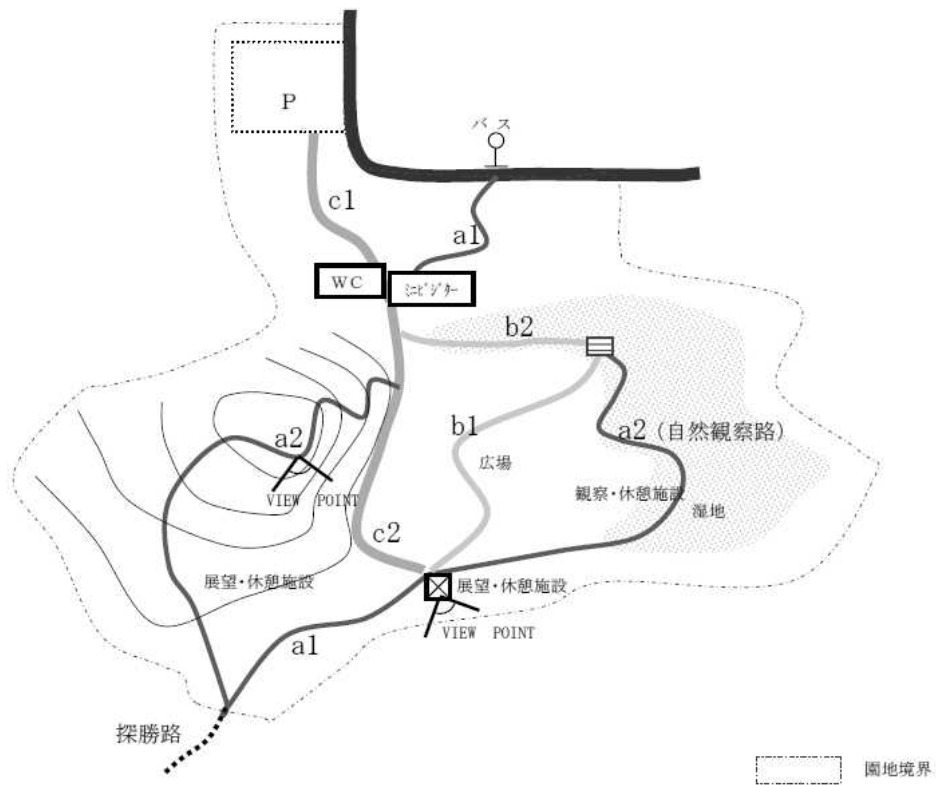 P
バス
c1
a1
WC
ﾐﾆﾋﾞｼﾞﾀｰ
b2
a2
a2 (自然観察路)
b1
広場
VIEW POINT
観察・休憩施設
湿地
c2
展望・休憩施設
展望・休憩施設
VIEW POINT
a1
探勝路
園地境界